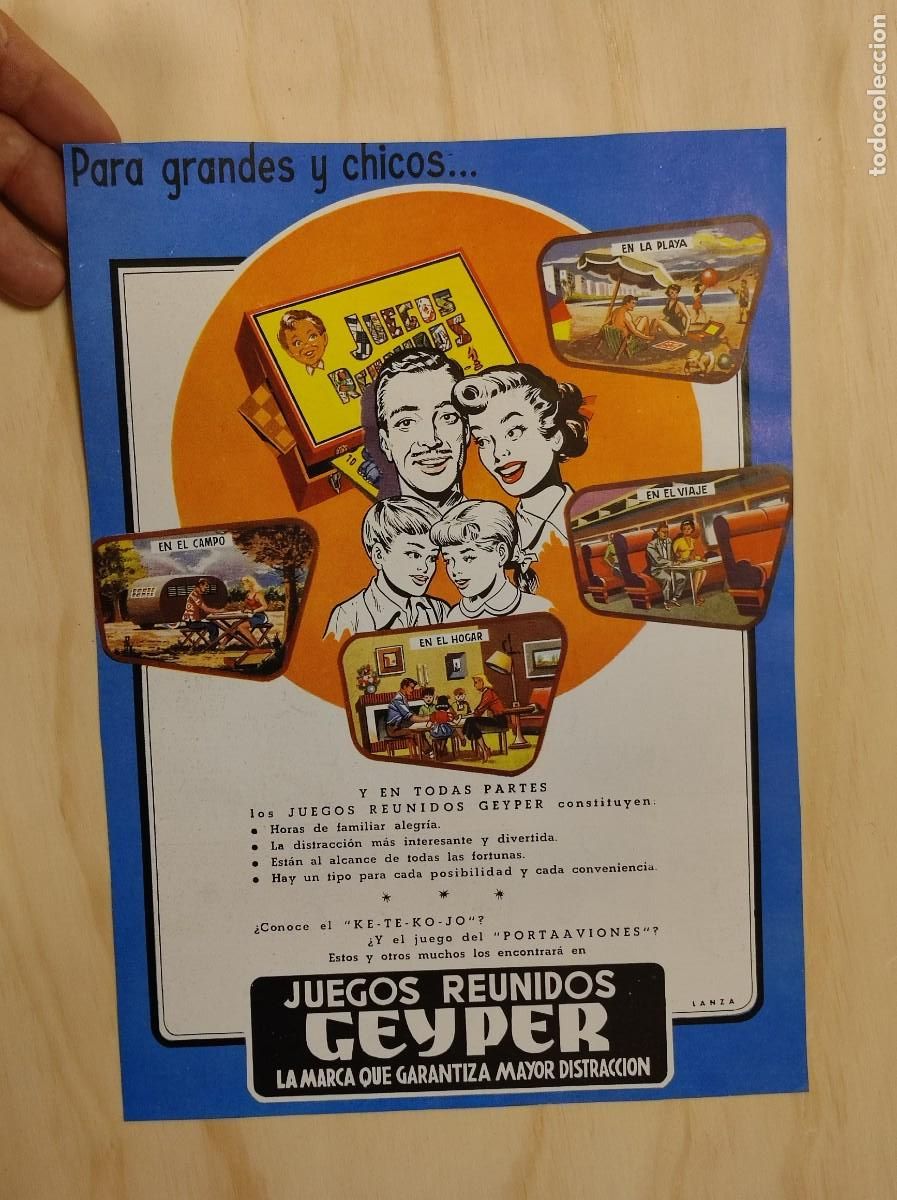 Para grandes y chicos...
JUEGOS
REUNIDOS
10
EN LA PLAYA
EN EL VIAJE
EN EL CAMPO
EN EL HOGAR
Y EN TODAS PARTES
los JUEGOS REUNIDOS GEYPER constituyen:
• Horas de familiar alegría.
• La distracción más interesante y divertida.
• Están al alcance de todas las fortunas.
• Hay un tipo para cada posibilidad y cada conveniencia.
¿Conoce el "KE-TE-KO-JO"?
¿Y el juego del "PORTAAVIONES"?
Estos y otros muchos los encontrará en
LANZA
JUEGOS REUNIDOS
GEYPER
LA MARCA QUE GARANTIZA MAYOR DISTRACCION
todocoleccion